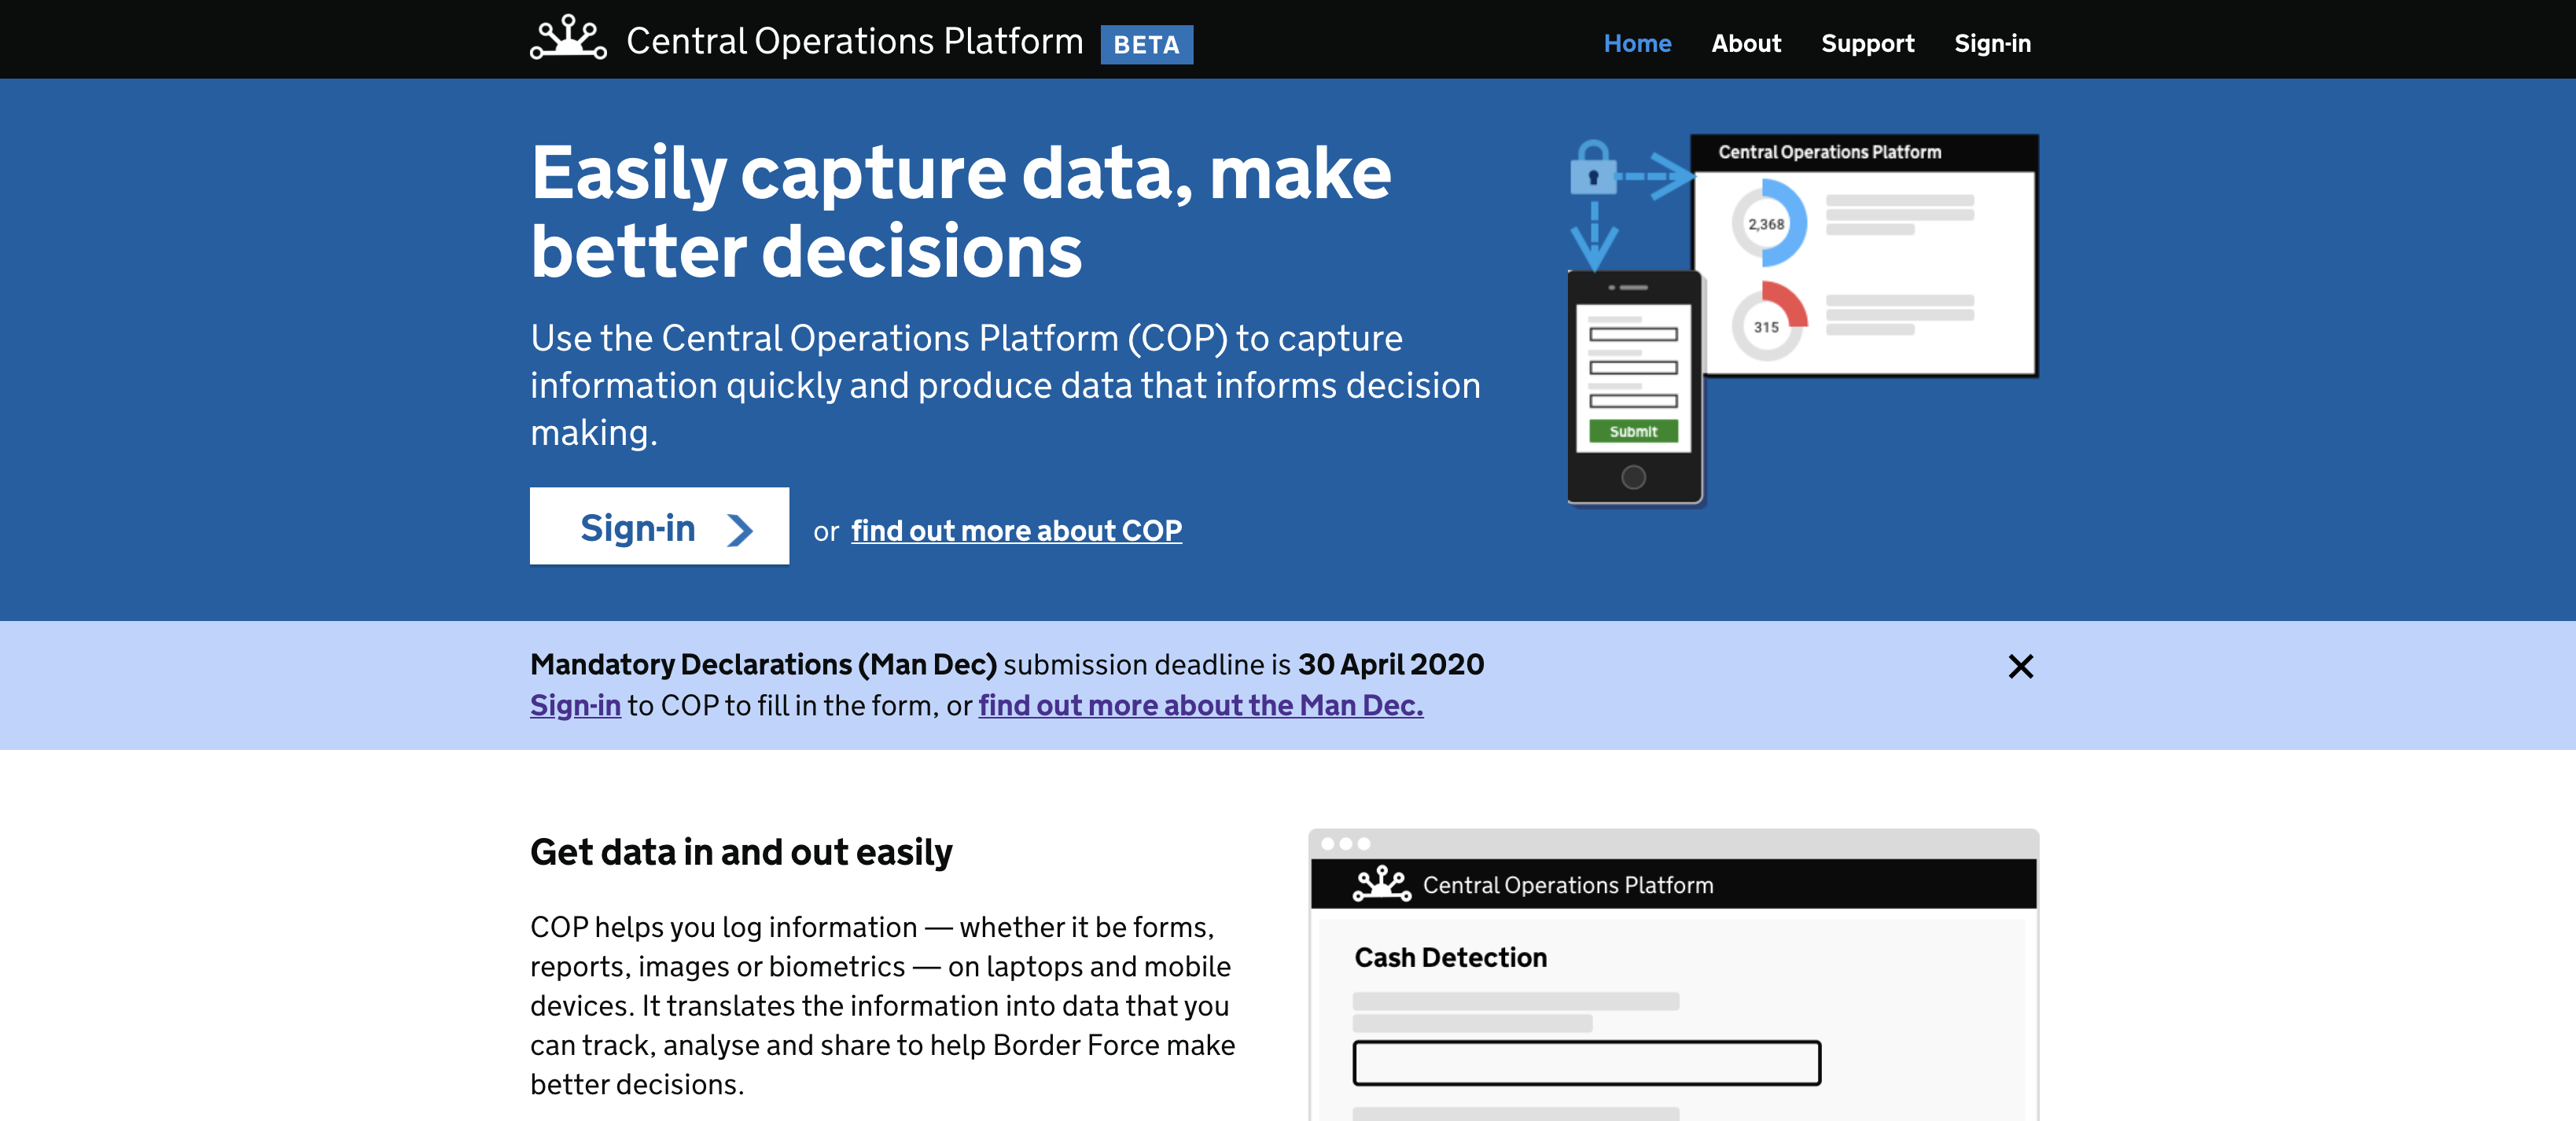 Central Operations Platform BETA
Home About Support Sign-in
Easily capture data, make
better decisions
Use the Central Operations Platform (COP) to capture
information quickly and produce data that informs decision
making.
Sign-in or find out more about COP
Central Operations Platform
2,368
315
Submit
Mandatory Declarations (Man Dec) submission deadline is 30 April 2020
Sign-in to COP to fill in the form, or find out more about the Man Dec.
Get data in and out easily
COP helps you log information — whether it be forms,
reports, images or biometrics — on laptops and mobile
devices. It translates the information into data that you
can track, analyse and share to help Border Force make
better decisions.
Central Operations Platform
Cash Detection